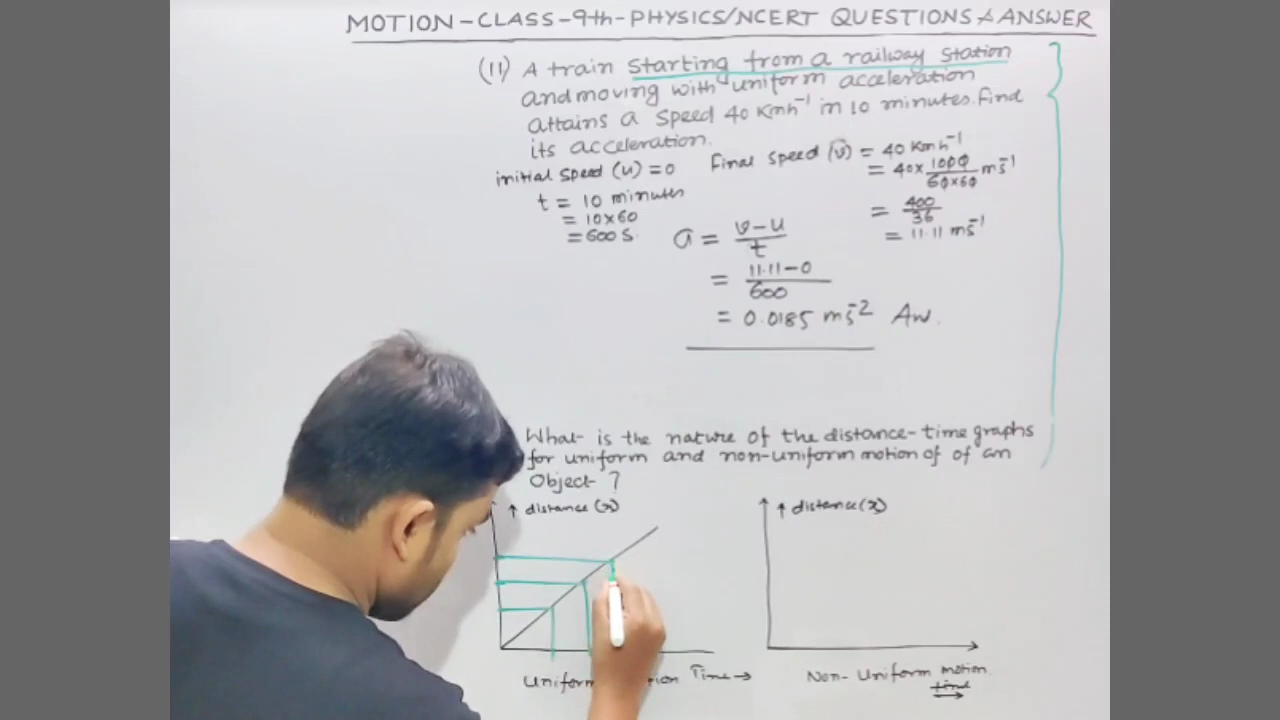 MOTION-CLASS-9th-PHYSICS/NCERT QUESTIONS & ANSWER
(11) A train starting from a railway station
and moving with uniform acceleration
attains a speed 40 Kmh⁻¹ in 10 minutes. Find
its acceleration.
initial speed (u) = 0
t = 10 minutes
= 10×60
= 600 S.
Final speed (v) = 40 Kmh⁻¹
= 40× 1000/60×60 ms⁻¹
= 400/36
= 11.11 ms⁻¹
a = v-u/t
= 11.11-0/600
= 0.0185 ms⁻² Ans.
What is the nature of the distance-time graphs
for uniform and non-uniform motion of of an
Object ?
↑ distance (x)
Time →
Uniform
↑ distance (x)
Non-Uniform motion
time